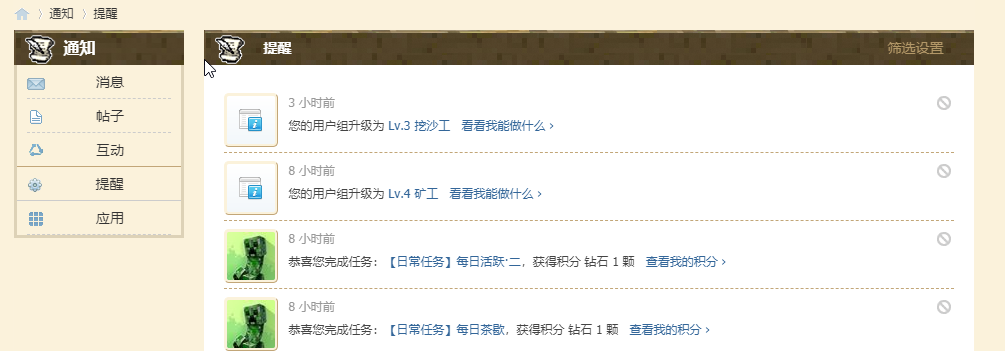 通知 提醒
通知
消息
帖子
互动
提醒
应用
提醒 筛选设置
3 小时前
您的用户组升级为 Lv.3 挖沙工 看看我能做什么 ›
8 小时前
您的用户组升级为 Lv.4 矿工 看看我能做什么 ›
8 小时前
恭喜您完成任务：【日常任务】每日活跃·二，获得积分 钻石 1 颗 查看我的积分 ›
8 小时前
恭喜您完成任务：【日常任务】每日茶歇，获得积分 钻石 1 颗 查看我的积分 ›